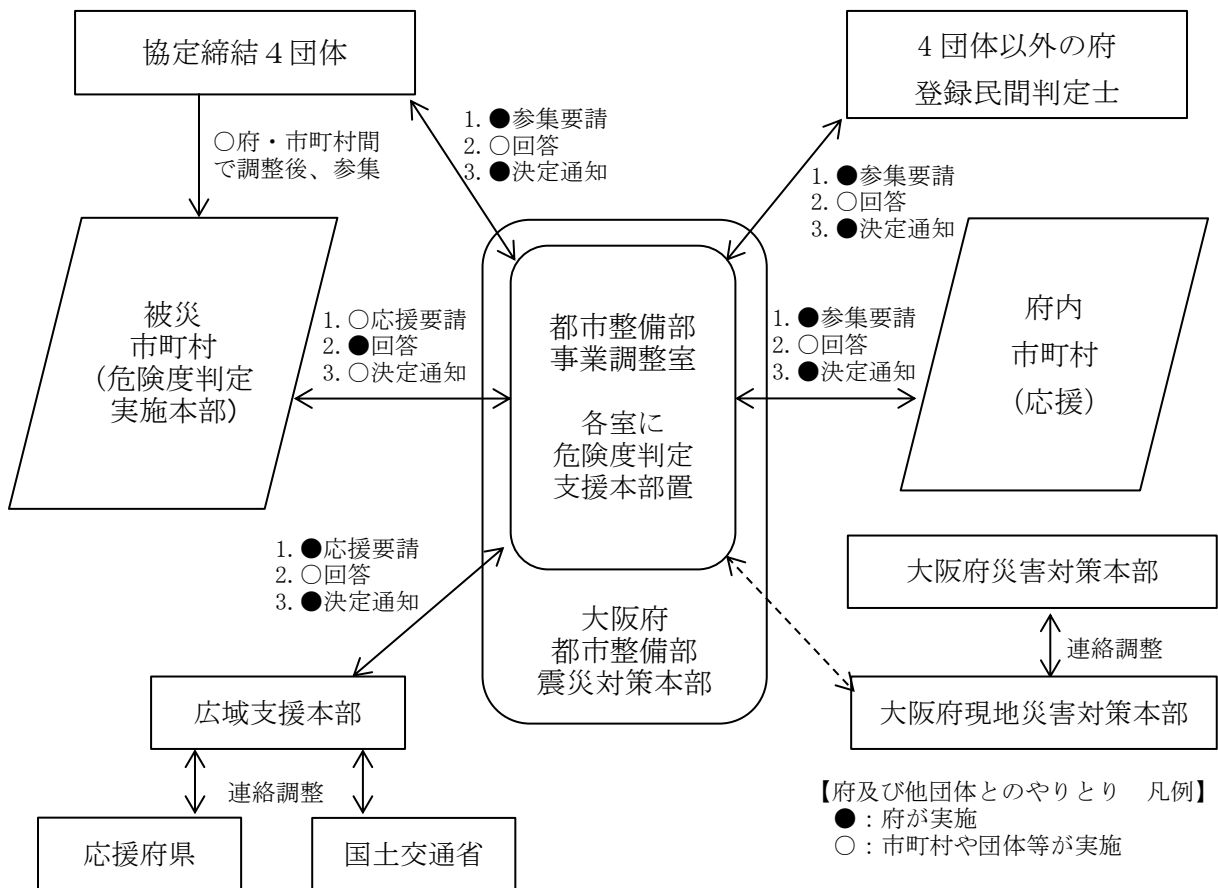 協定締結４団体
４団体以外の府
登録民間判定士
○府・市町村間
で調整後、参集
1. ●参集要請
2. ○回答
3. ●決定通知
1. ●参集要請
2. ○回答
3. ●決定通知
被災
市町村
(危険度判定
実施本部)
1. ○応援要請
2. ●回答
3. ○決定通知
都市整備部
事業調整室
各室に
危険度判定
支援本部置
1. ●参集要請
2. ○回答
3. ●決定通知
府内
市町村
(応援)
1. ●応援要請
2. ○回答
3. ●決定通知
大阪府
都市整備部
震災対策本部
大阪府災害対策本部
連絡調整
大阪府現地災害対策本部
広域支援本部
連絡調整
応援府県
国土交通省
【府及び他団体とのやりとり　凡例】
●：府が実施
○：市町村や団体等が実施